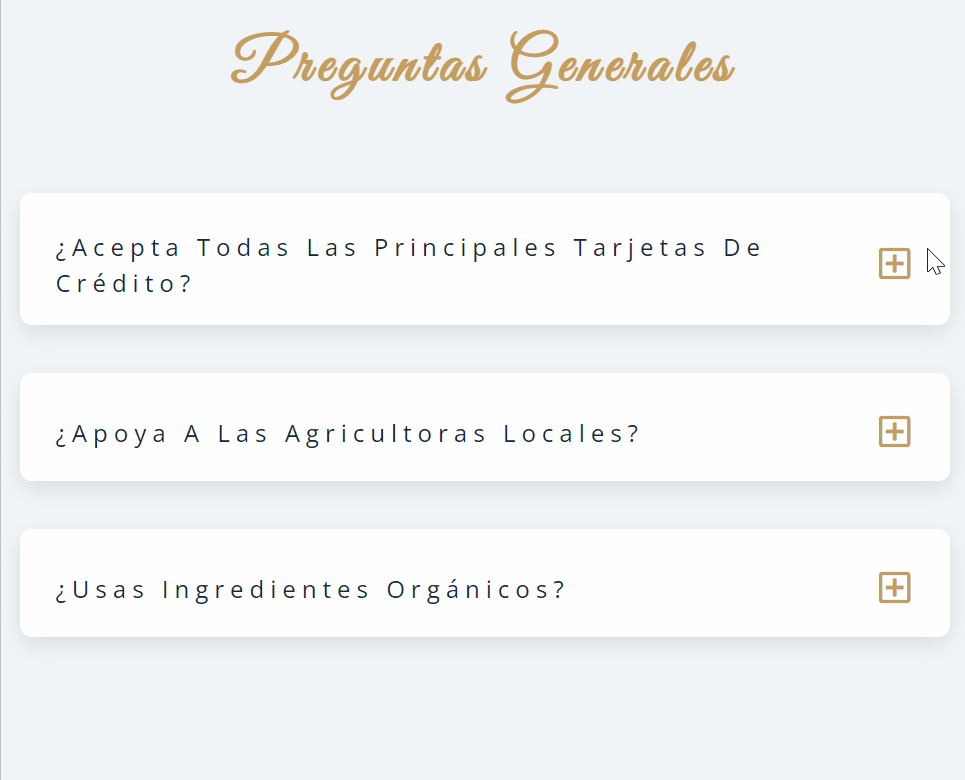 Preguntas Generales
¿Acepta Todas Las Principales Tarjetas De
Crédito?
¿Apoya A Las Agricultoras Locales?
¿Usas Ingredientes Orgánicos?